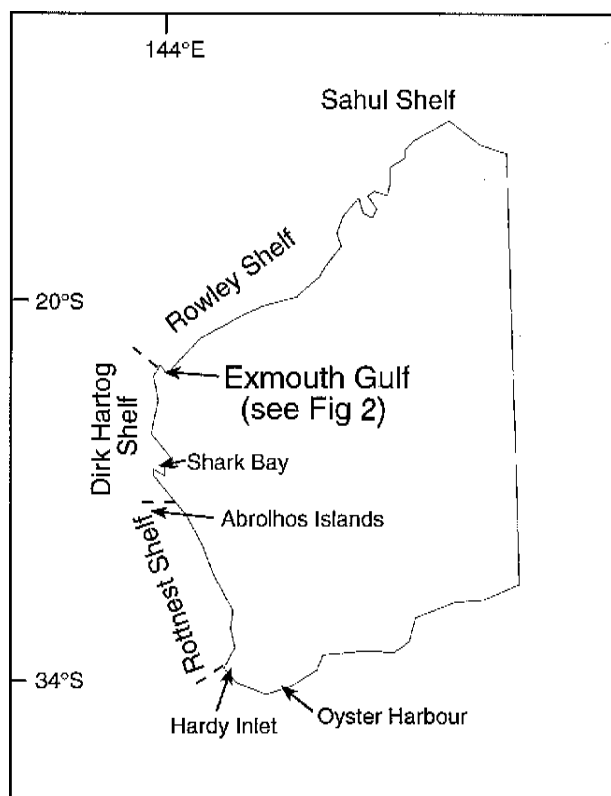 144°E
Sahul Shelf
Rowley Shelf
20°S
Exmouth Gulf
(see Fig 2)
Dirk Hartog
Shelf
Shark Bay
Abrolhos Islands
Rottnest Shelf
34°S
Hardy Inlet
Oyster Harbour